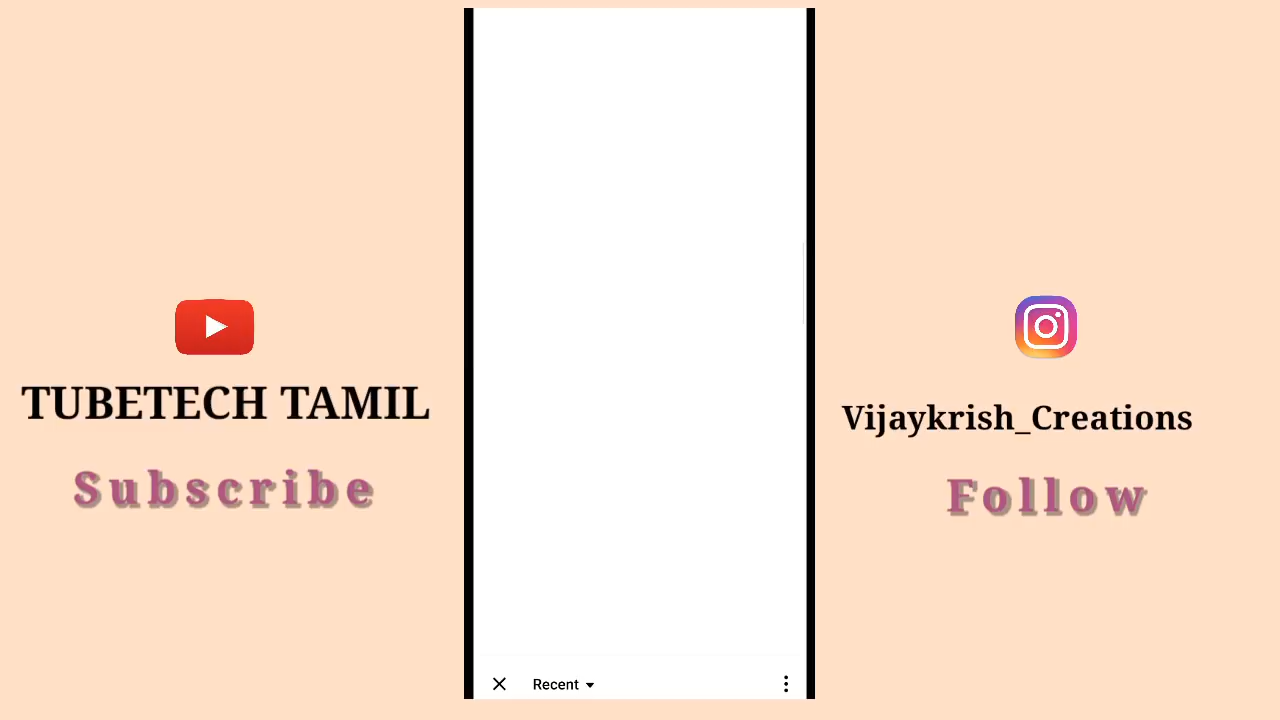 TUBETECH TAMIL
Subscribe
Recent
Vijaykrish_Creations
Follow